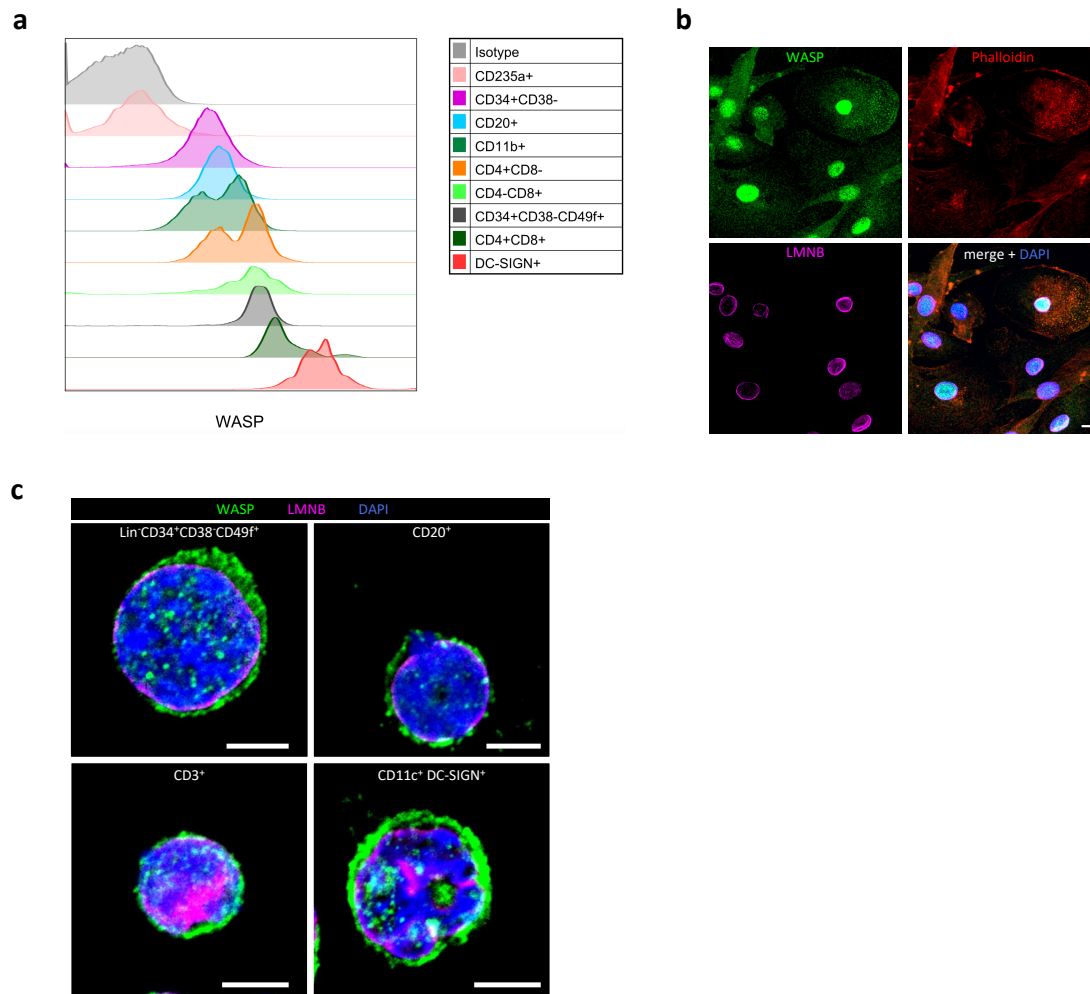 a
Isotype
CD235a+
CD34+CD38-
CD20+
CD11b+
CD4+CD8-
CD4-CD8+
CD34+CD38-CD49f+
CD4+CD8+
DC-SIGN+
WASP
b
WASP
Phalloidin
LMNB
merge + DAPI
c
WASP LMNB DAPI
Lin⁻CD34⁺CD38⁻CD49f⁺
CD20⁺
CD3⁺
CD11c⁺ DC-SIGN⁺